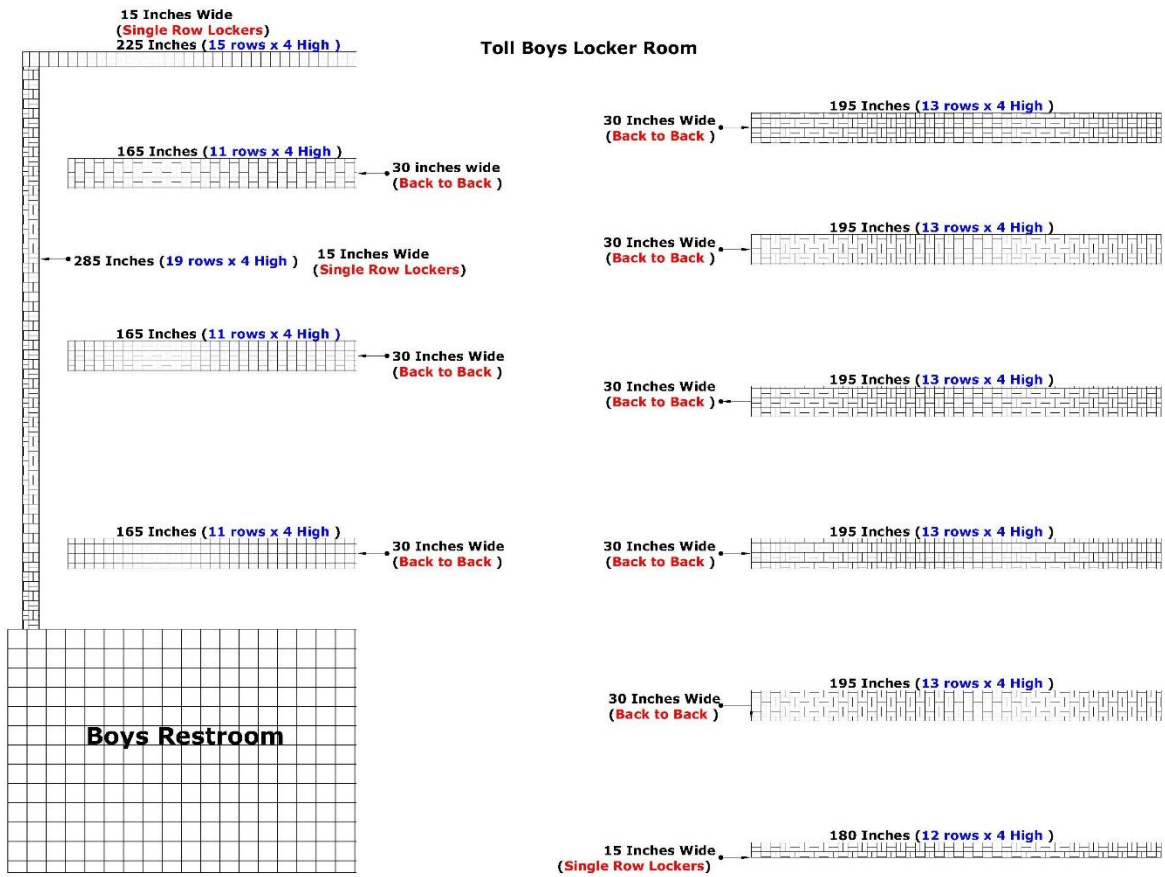 15 Inches Wide
(Single Row Lockers)
225 Inches (15 rows x 4 High )
Toll Boys Locker Room
165 Inches (11 rows x 4 High )
30 inches wide
(Back to Back )
285 Inches (19 rows x 4 High )
15 Inches Wide
(Single Row Lockers)
165 Inches (11 rows x 4 High )
30 Inches Wide
(Back to Back )
165 Inches (11 rows x 4 High )
30 Inches Wide
(Back to Back )
Boys Restroom
195 Inches (13 rows x 4 High )
30 Inches Wide
(Back to Back )
195 Inches (13 rows x 4 High )
30 Inches Wide
(Back to Back )
195 Inches (13 rows x 4 High )
30 Inches Wide
(Back to Back )
195 Inches (13 rows x 4 High )
30 Inches Wide
(Back to Back )
195 Inches (13 rows x 4 High )
30 Inches Wide
(Back to Back )
180 Inches (12 rows x 4 High )
15 Inches Wide
(Single Row Lockers)